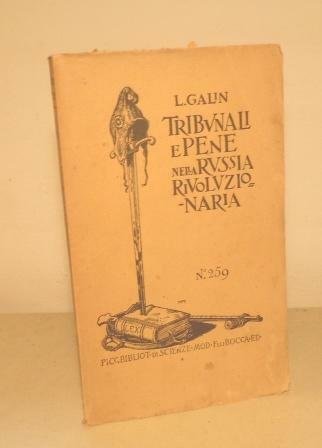 L. GALIN
TRIBVNALI
E PENE
NELLA RVSSIA
RIVOLVZIO=
-NARIA
N.º 259
LEX
PICC. BIBLIOT. DI SCIENZE MOD. F.LLI BOCCA. ED.